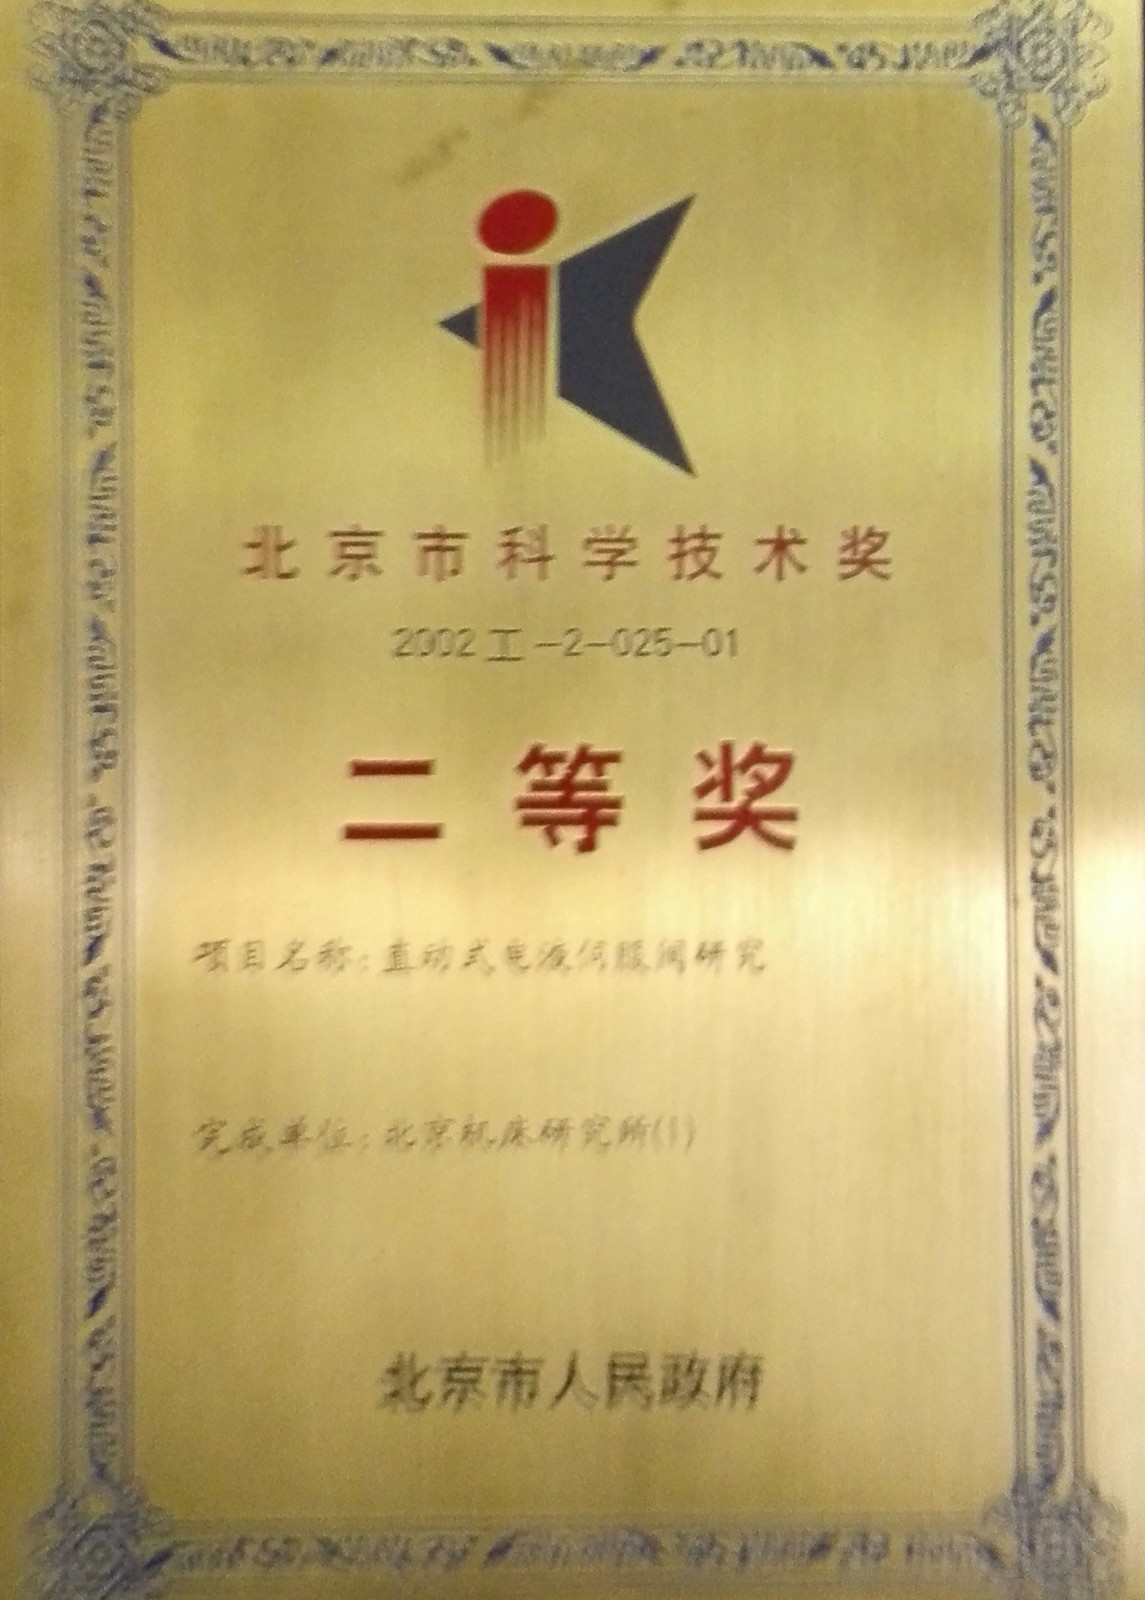 北京市科学技术奖
2002工-2-025-01
二等奖
项目名称：直动式电液伺服阀研究
完成单位：北京机床研究所(1)
北京市人民政府